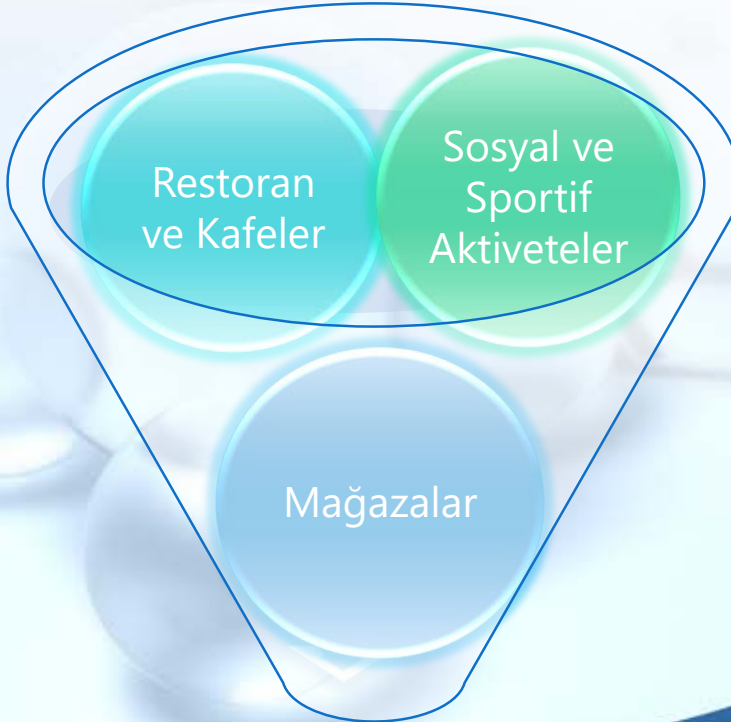 Restoran
ve Kafeler
Sosyal ve
Sportif
Aktiveteler
Mağazalar